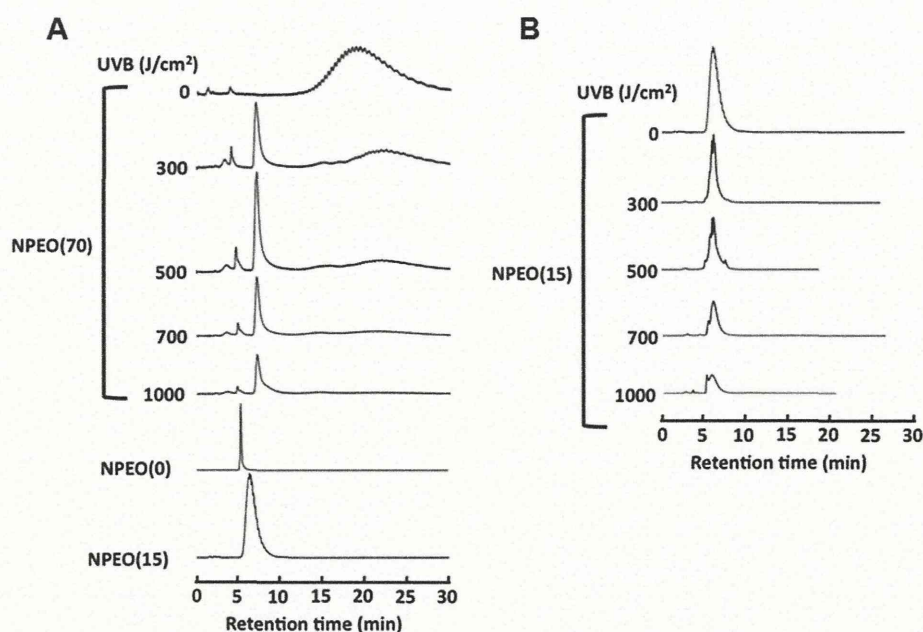 A
UVB (J/cm²)
0
300
NPEO(70)
500
700
1000
NPEO(0)
NPEO(15)
0 5 10 15 20 25 30
Retention time (min)
B
UVB (J/cm²)
0
300
NPEO(15)
500
700
1000
0 5 10 15 20 25 30
Retention time (min)